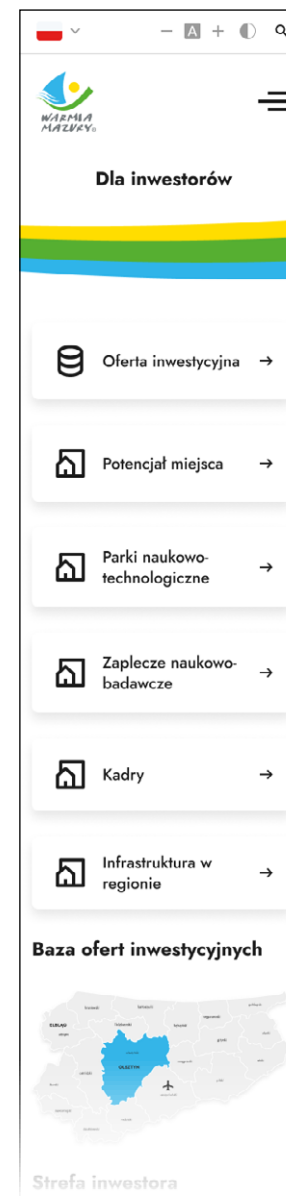 A
WARMIA
MAZURY
Dla inwestorów
Oferta inwestycyjna
Potencjał miejsca
Parki naukowo-
technologiczne
Zaplecze naukowo-
badawcze
Kadry
Infrastruktura w
regionie
Baza ofert inwestycyjnych
ELBLĄG
OLSZTYN
Strefa inwestora